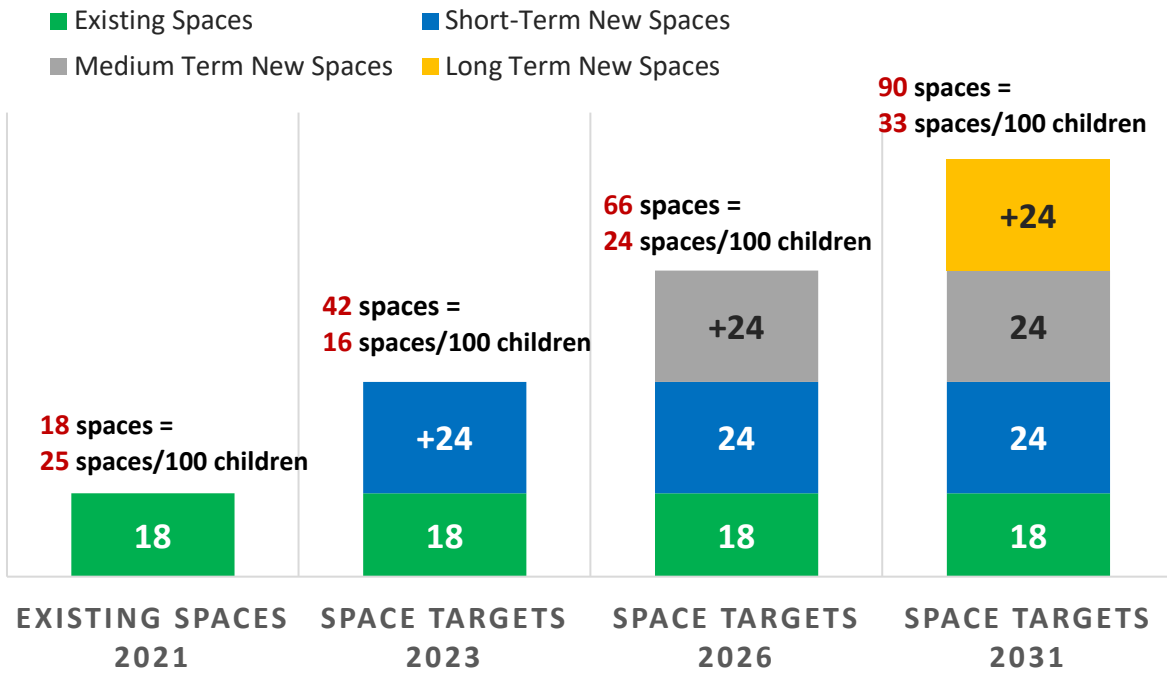 Existing Spaces
Short-Term New Spaces
Medium Term New Spaces
Long Term New Spaces
18 spaces =
25 spaces/100 children
18
EXISTING SPACES
2021
42 spaces =
16 spaces/100 children
+24
18
SPACE TARGETS
2023
66 spaces =
24 spaces/100 children
+24
24
18
SPACE TARGETS
2026
90 spaces =
33 spaces/100 children
+24
24
24
18
SPACE TARGETS
2031